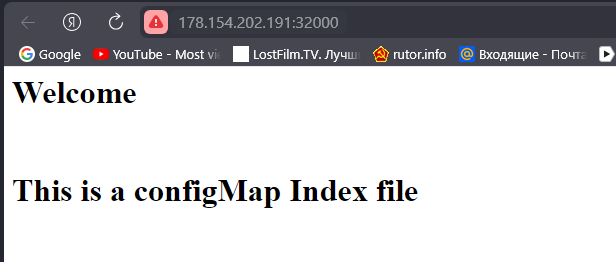 178.154.202.191:32000
Google YouTube - Most vi LostFilm.TV. Лучш rutor.info Входящие - Почта
Welcome
This is a configMap Index file